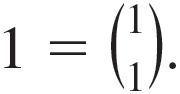 $1 = \binom{1}{1}.$